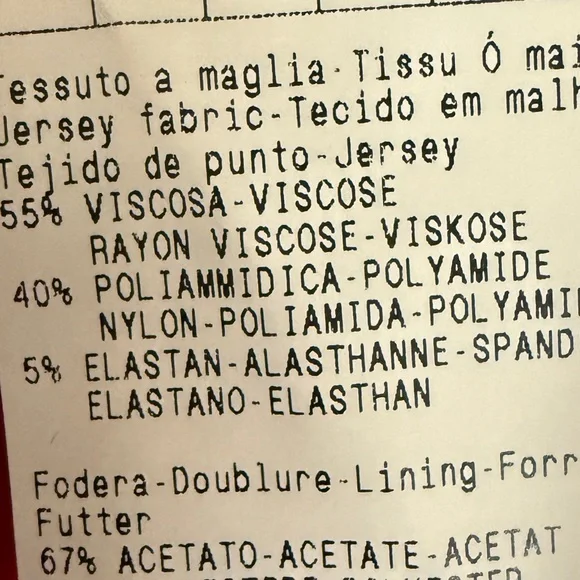 Tessuto a maglia-Tissu Ó mai
Jersey fabric-Tecido em malh
Tejido de punto-Jersey
55% VISCOSA-VISCOSE
RAYON VISCOSE-VISKOSE
40% POLIAMMIDICA-POLYAMIDE
NYLON-POLIAMIDA-POLYAMI
5% ELASTAN-ALASTHANNE-SPAND
ELASTANO-ELASTHAN
Fodera-Doublure-Lining-Forr
Futter
67% ACETATO-ACETATE-ACETAT